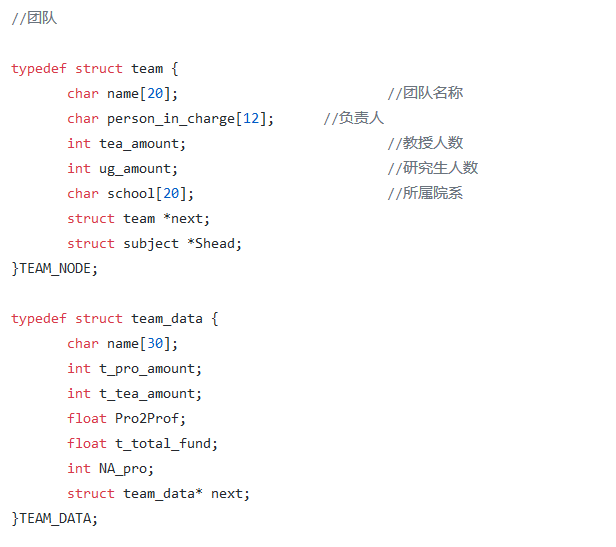 //团队
typedef struct team {
char name[20]; //团队名称
char person_in_charge[12]; //负责人
int tea_amount; //教授人数
int ug_amount; //研究生人数
char school[20]; //所属院系
struct team *next;
struct subject *Shead;
}TEAM_NODE;
typedef struct team_data {
char name[30];
int t_pro_amount;
int t_tea_amount;
float Pro2Prof;
float t_total_fund;
int NA_pro;
struct team_data* next;
}TEAM_DATA;